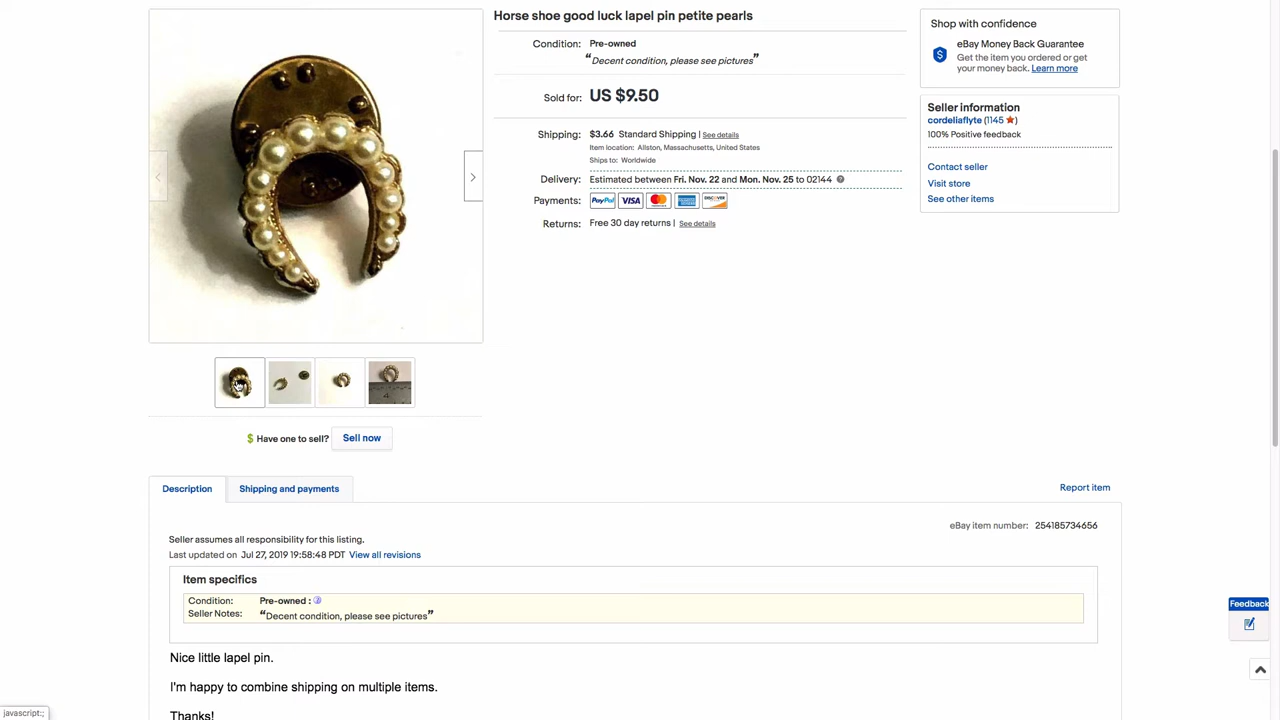 Horse shoe good luck lapel pin petite pearls
Condition: Pre-owned
“Decent condition, please see pictures”
Sold for: US $9.50
Shipping: $3.66 Standard Shipping | See details
Item location: Allston, Massachusetts, United States
Ships to: Worldwide
Delivery: Estimated between Fri. Nov. 22 and Mon. Nov. 25 to 02144
Payments: PayPal VISA
Returns: Free 30 day returns | See details
Shop with confidence
eBay Money Back Guarantee
Get the item you ordered or get
your money back. Learn more
Seller information
cordeliaflyte (1145 ★)
100% Positive feedback
Contact seller
Visit store
See other items
$ Have one to sell? Sell now
Description
Shipping and payments
Report item
eBay item number: 254185734656
Seller assumes all responsibility for this listing.
Last updated on Jul 27, 2019 19:58:48 PDT View all revisions
Item specifics
Condition: Pre-owned :
Seller Notes: “Decent condition, please see pictures”
Nice little lapel pin.
I'm happy to combine shipping on multiple items.
Thanks!
Feedback
javascript:;